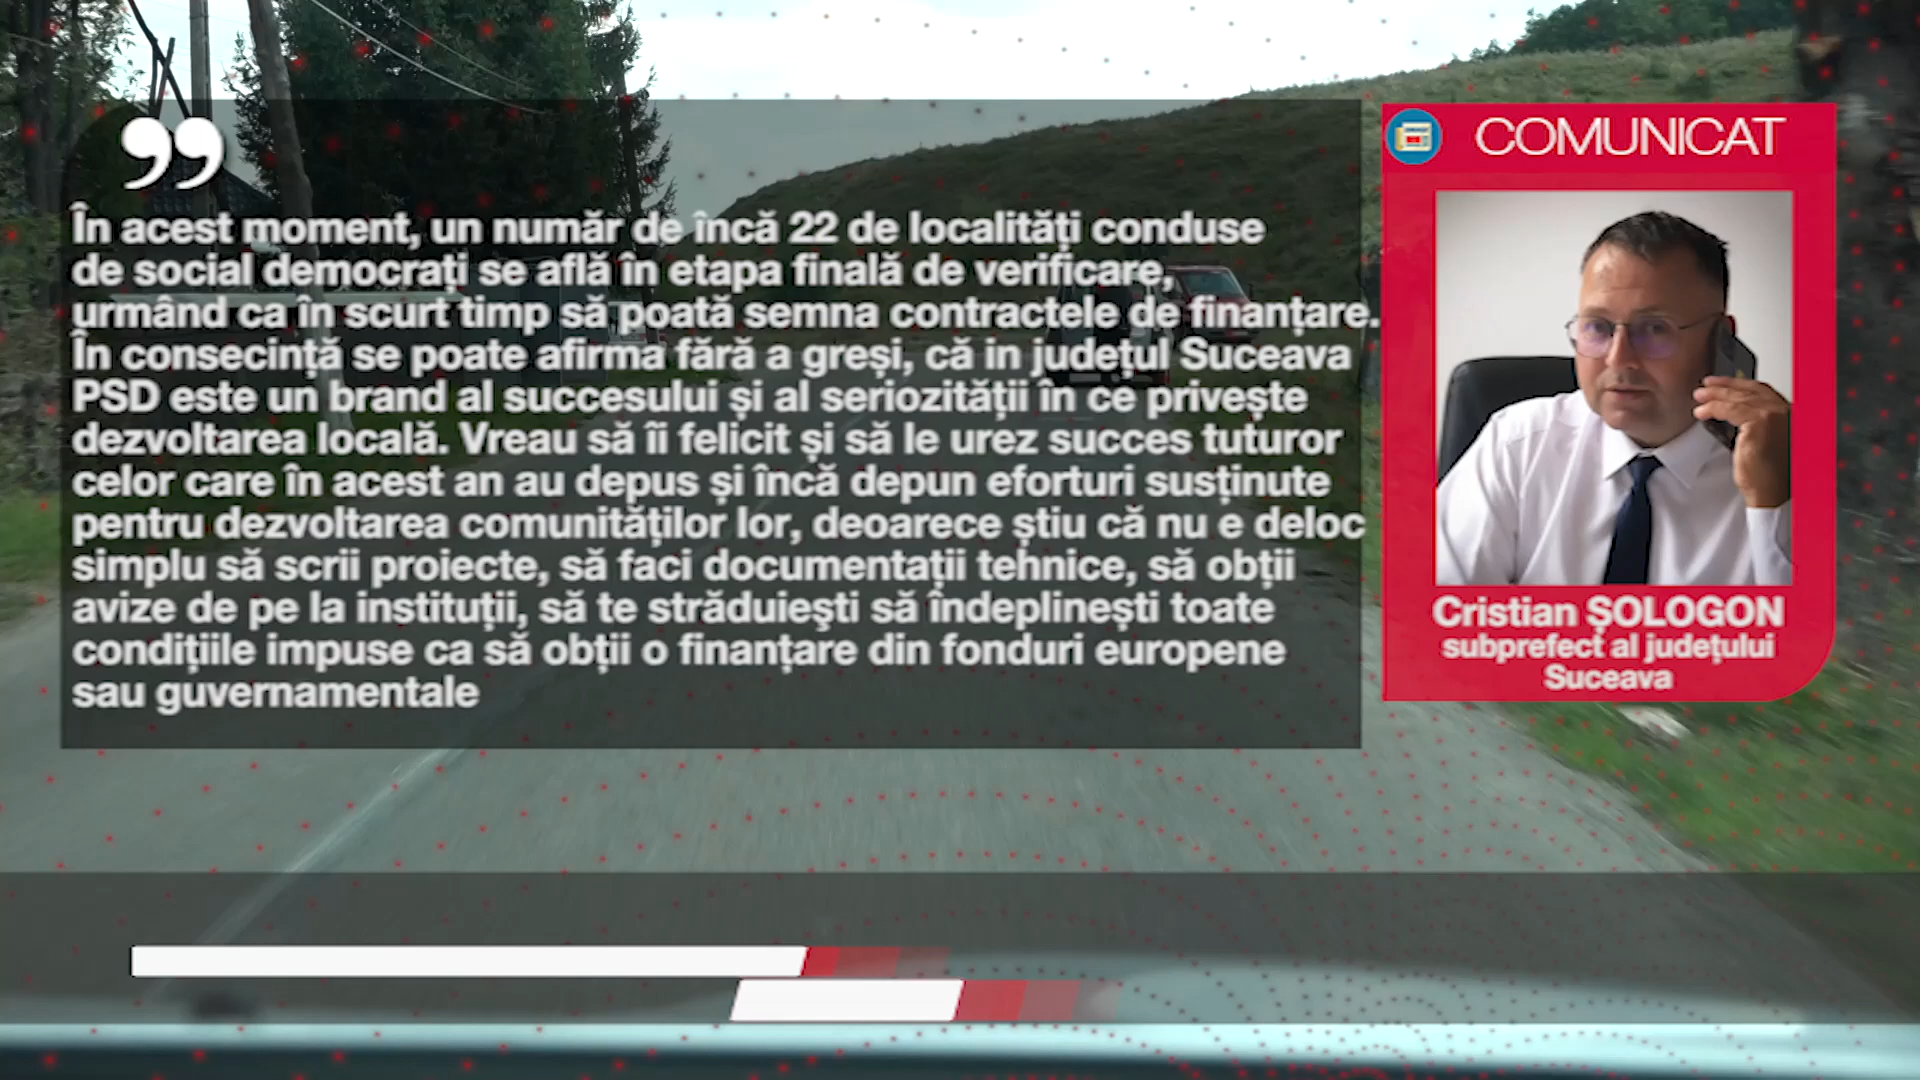 În acest moment, un număr de încă 22 de localități conduse
de social democrați se află în etapa finală de verificare,
urmând ca în scurt timp să poată semna contractele de finanțare.
În consecință se poate afirma fără a greși, că in județul Suceava
PSD este un brand al succesului și al seriozității în ce privește
dezvoltarea locală. Vreau să îi felicit și să le urez succes tuturor
celor care în acest an au depus și încă depun eforturi susținute
pentru dezvoltarea comunităților lor, deoarece știu că nu e deloc
simplu să scrii proiecte, să faci documentații tehnice, să obții
avize de pe la instituții, să te străduieşti să îndeplinești toate
condițiile impuse ca să obții o finanțare din fonduri europene
sau guvernamentale
COMUNICAT
Cristian ȘOLOGON
subprefect al județului
Suceava